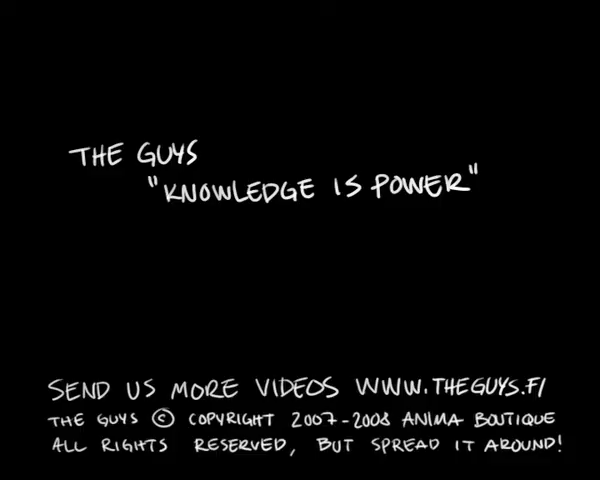 THE GUYS
"KNOWLEDGE IS POWER"
SEND US MORE VIDEOS WWW.THEGUYS.FI
THE GUYS © COPYRIGHT 2007-2008 ANIMA BOUTIQUE
ALL RIGHTS RESERVED, BUT SPREAD IT AROUND!